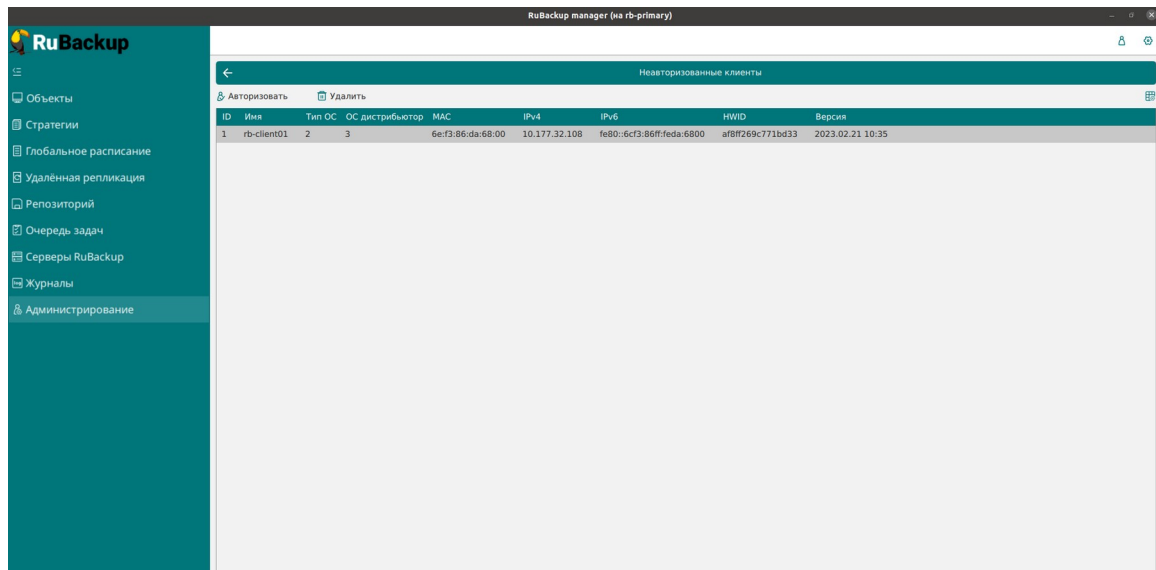 RuBackup manager (на rb-primary)
RuBackup
Неавторизованные клиенты
Объекты
Стратегии
Глобальное расписание
Удалённая репликация
Репозиторий
Очередь задач
Серверы RuBackup
Журналы
Администрирование
Авторизовать Удалить
ID Имя Тип ОС ОС дистрибьютор MAC IPv4 IPv6 HWID Версия
1 rb-client01 2 3 6e:f3:86:da:68:00 10.177.32.108 fe80::6cf3:86ff:feda:6800 af8ff269c771bd33 2023.02.21 10:35